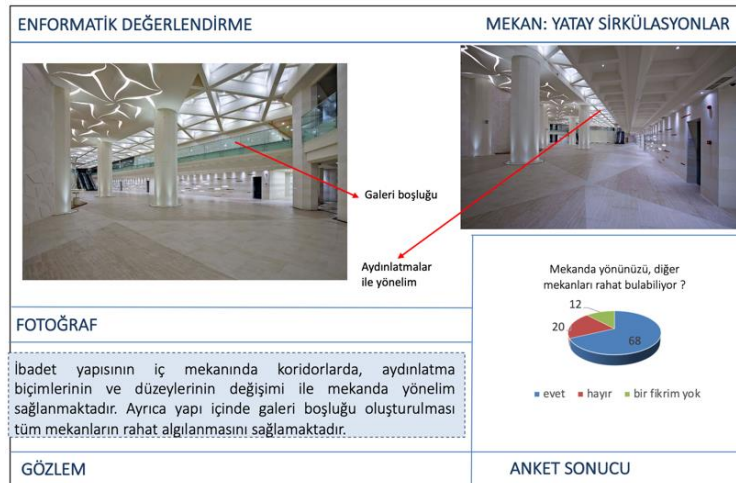 ENFORMATİK DEĞERLENDİRME
MEKAN: YATAY SİRKÜLASYONLAR
Galeri boşluğu
Aydınlatmalar
ile yönelim
FOTOĞRAF
İbadet yapısının iç mekanında koridorlarda, aydınlatma
biçimlerinin ve düzeylerinin değişimi ile mekanda yönelim
sağlanmaktadır. Ayrıca yapı içinde galeri boşluğu oluşturulması
tüm mekanların rahat algılanmasını sağlamaktadır.
GÖZLEM
Mekanda yönünüzü, diğer
mekanları rahat bulabiliyor ?
12
20
68
evet hayır bir fikrim yok
ANKET SONUCU